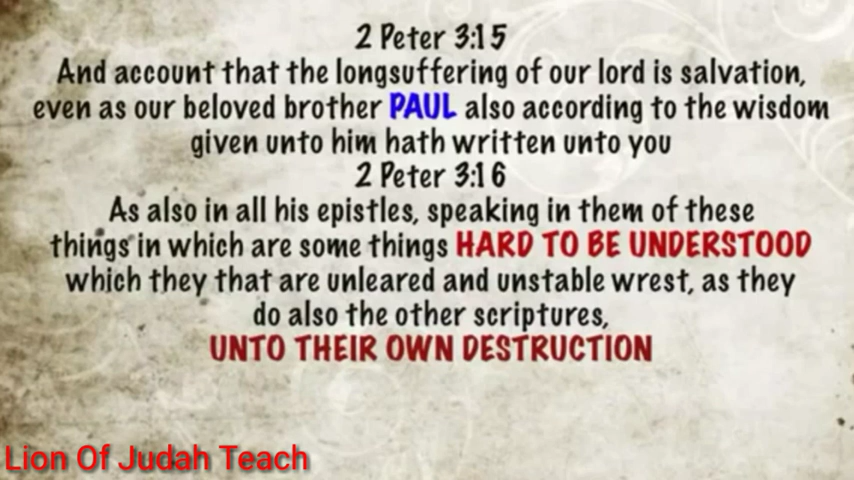 2 Peter 3:15
And account that the longsuffering of our lord is salvation,
even as our beloved brother PAUL also according to the wisdom
given unto him hath written unto you
2 Peter 3:16
As also in all his epistles, speaking in them of these
things in which are some things HARD TO BE UNDERSTOOD
which they that are unleared and unstable wrest, as they
do also the other scriptures,
UNTO THEIR OWN DESTRUCTION
Lion Of Judah Teach